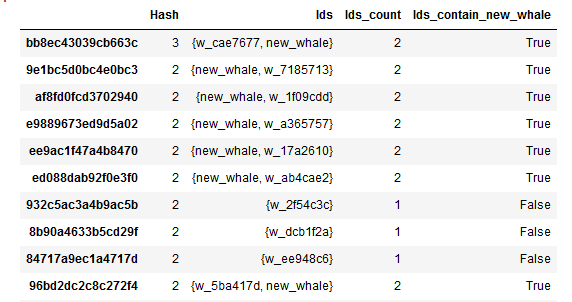 Hash Ids Ids_count Ids_contain_new_whale
bb8ec43039cb663c 3 {w_cae7677, new_whale} 2 True
9e1bc5d0bc4e0bc3 2 {new_whale, w_7185713} 2 True
af8fd0fcd3702940 2 {new_whale, w_1f09cdd} 2 True
e9889673ed9d5a02 2 {new_whale, w_a365757} 2 True
ee9ac1f47a4b8470 2 {new_whale, w_17a2610} 2 True
ed088dab92f0e3f0 2 {new_whale, w_ab4cae2} 2 True
932c5ac3a4b9ac5b 2 {w_2f54c3c} 1 False
8b90a4633b5cd29f 2 {w_dcb1f2a} 1 False
84717a9ec1a4717d 2 {w_ee948c6} 1 False
96bd2dc2c8c272f4 2 {w_5ba417d, new_whale} 2 True